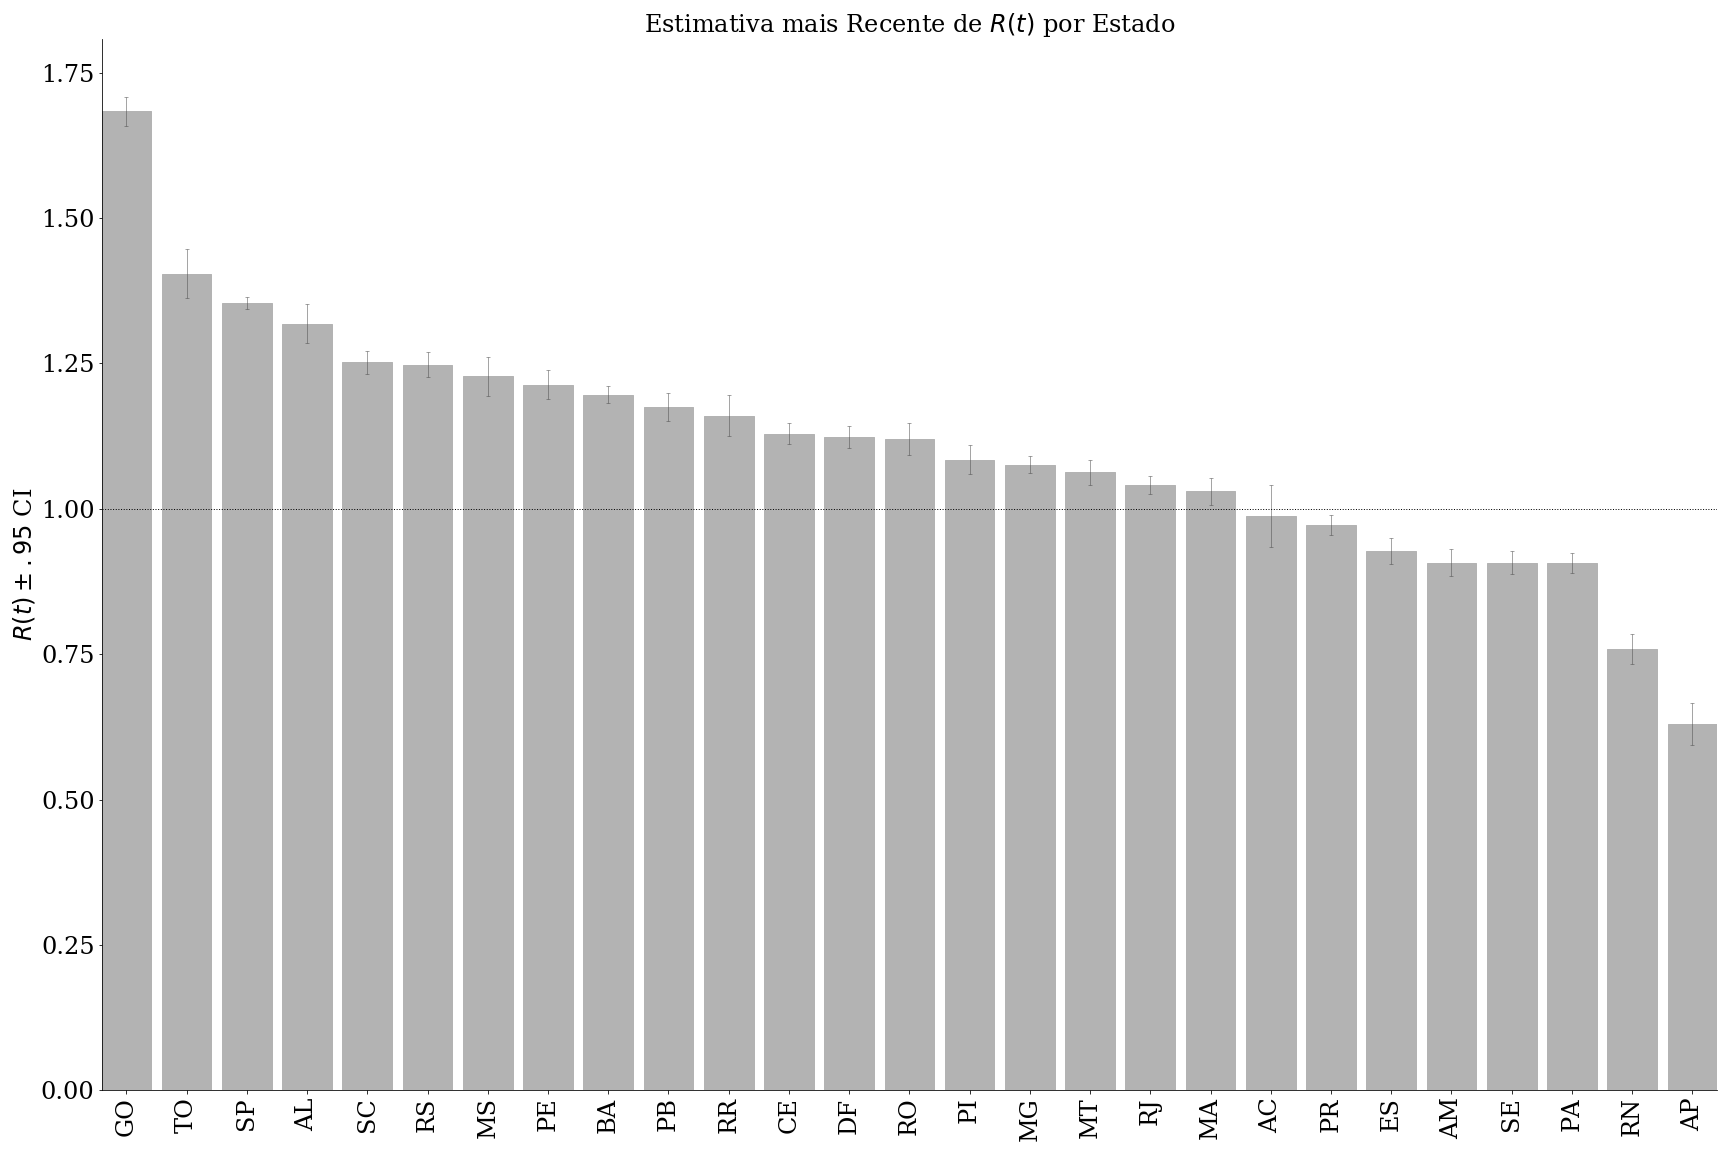 Estimativa mais Recente de R(t) por Estado
R(t) ± .95 CI
1.75
1.50
1.25
1.00
0.75
0.50
0.25
0.00
GO TO SP AL SC RS MS PE BA PB RR CE DF RO PI MG MT RJ MA AC PR ES AM SE PA RN AP